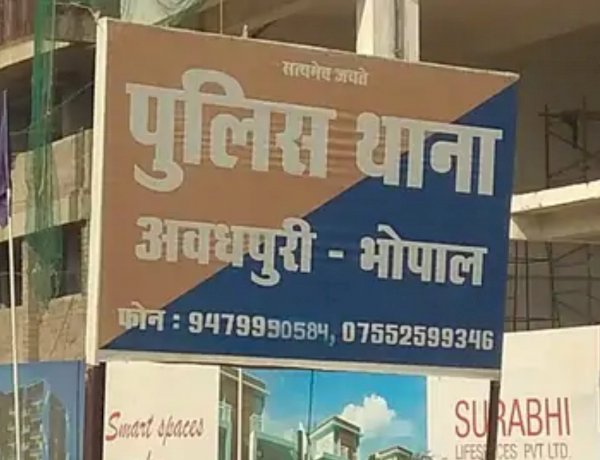 सत्यमेव जयते
पुलिस थाना
अवधपुरी - भोपाल
फोन : 9479990584, 07552599346
Smart spaces
SURABHI
LIFESPACES PVT LTD.